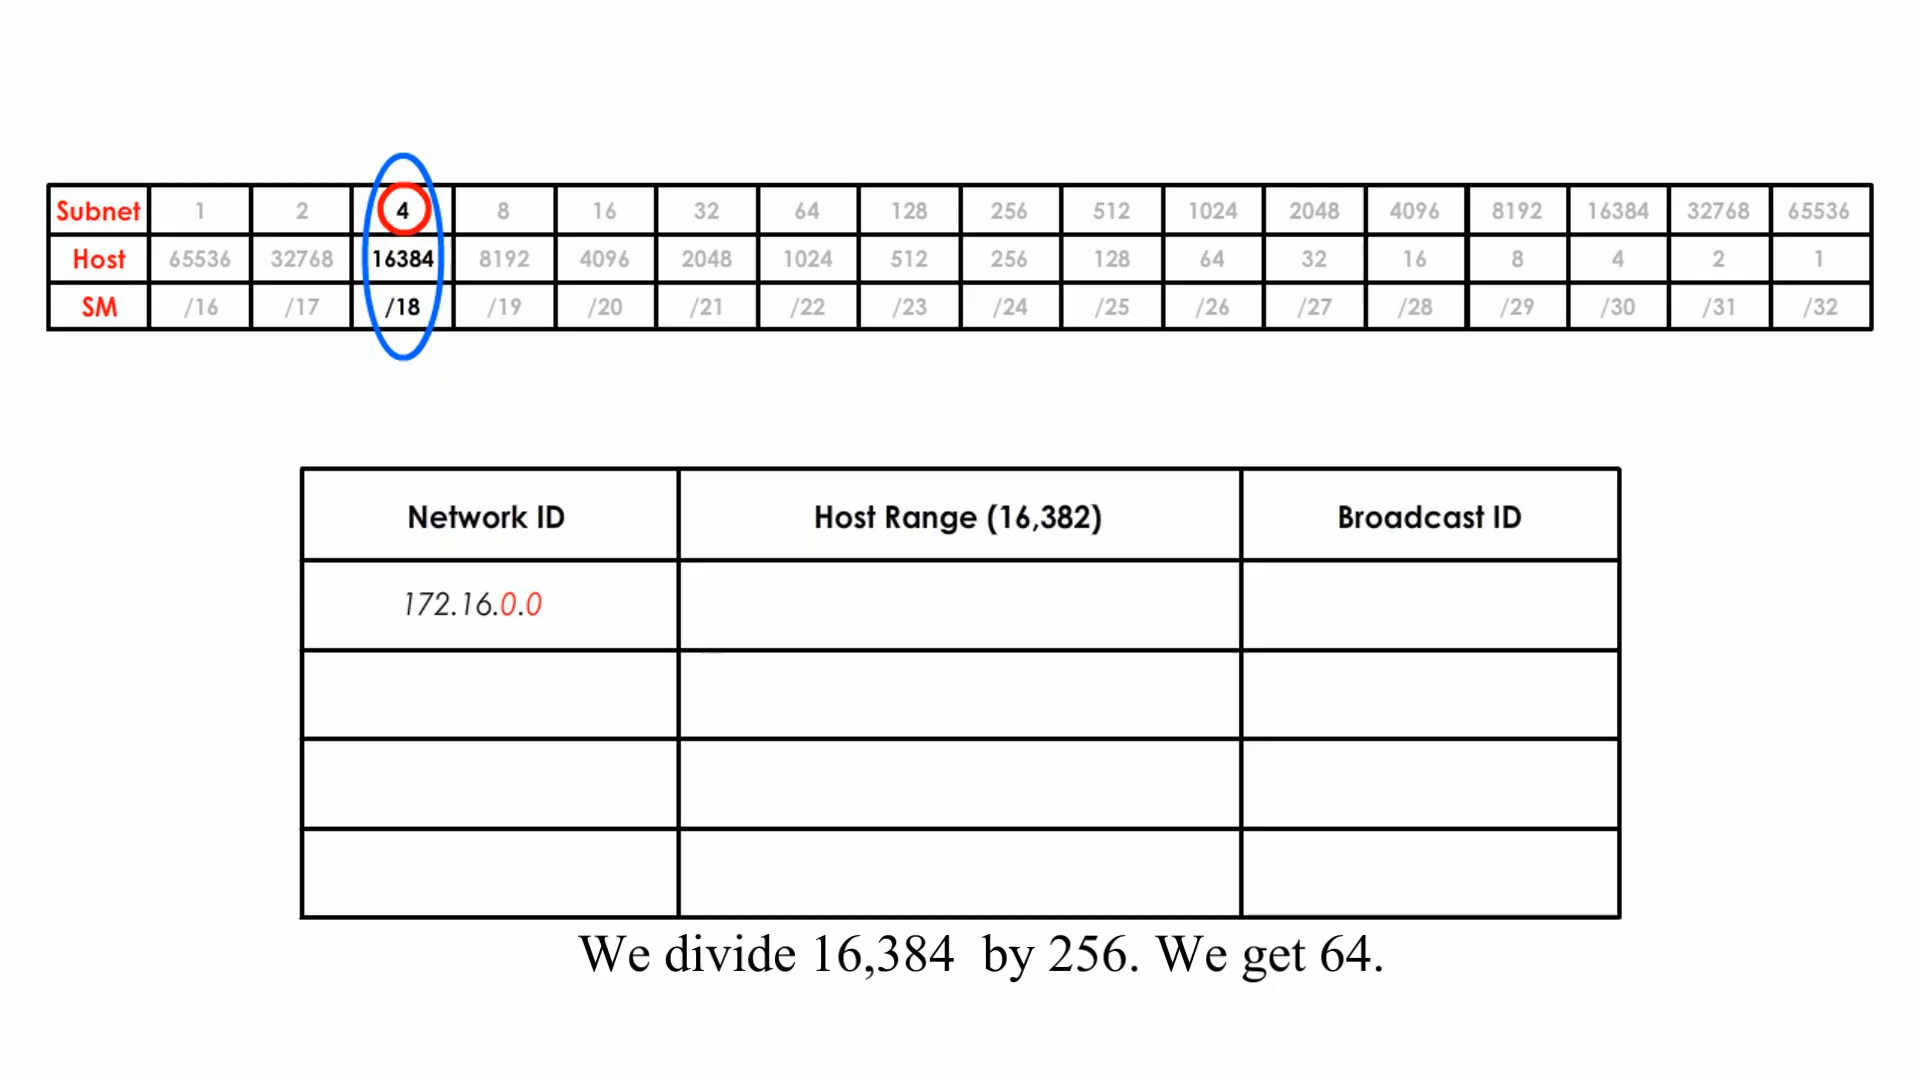 Subnet 1 2 4 8 16 32 64 128 256 512 1024 2048 4096 8192 16384 32768 65536
Host 65536 32768 16384 8192 4096 2048 1024 512 256 128 64 32 16 8 4 2 1
SM /16 /17 /18 /19 /20 /21 /22 /23 /24 /25 /26 /27 /28 /29 /30 /31 /32
Network ID Host Range (16,382) Broadcast ID
172.16.0.0
We divide 16,384 by 256. We get 64.